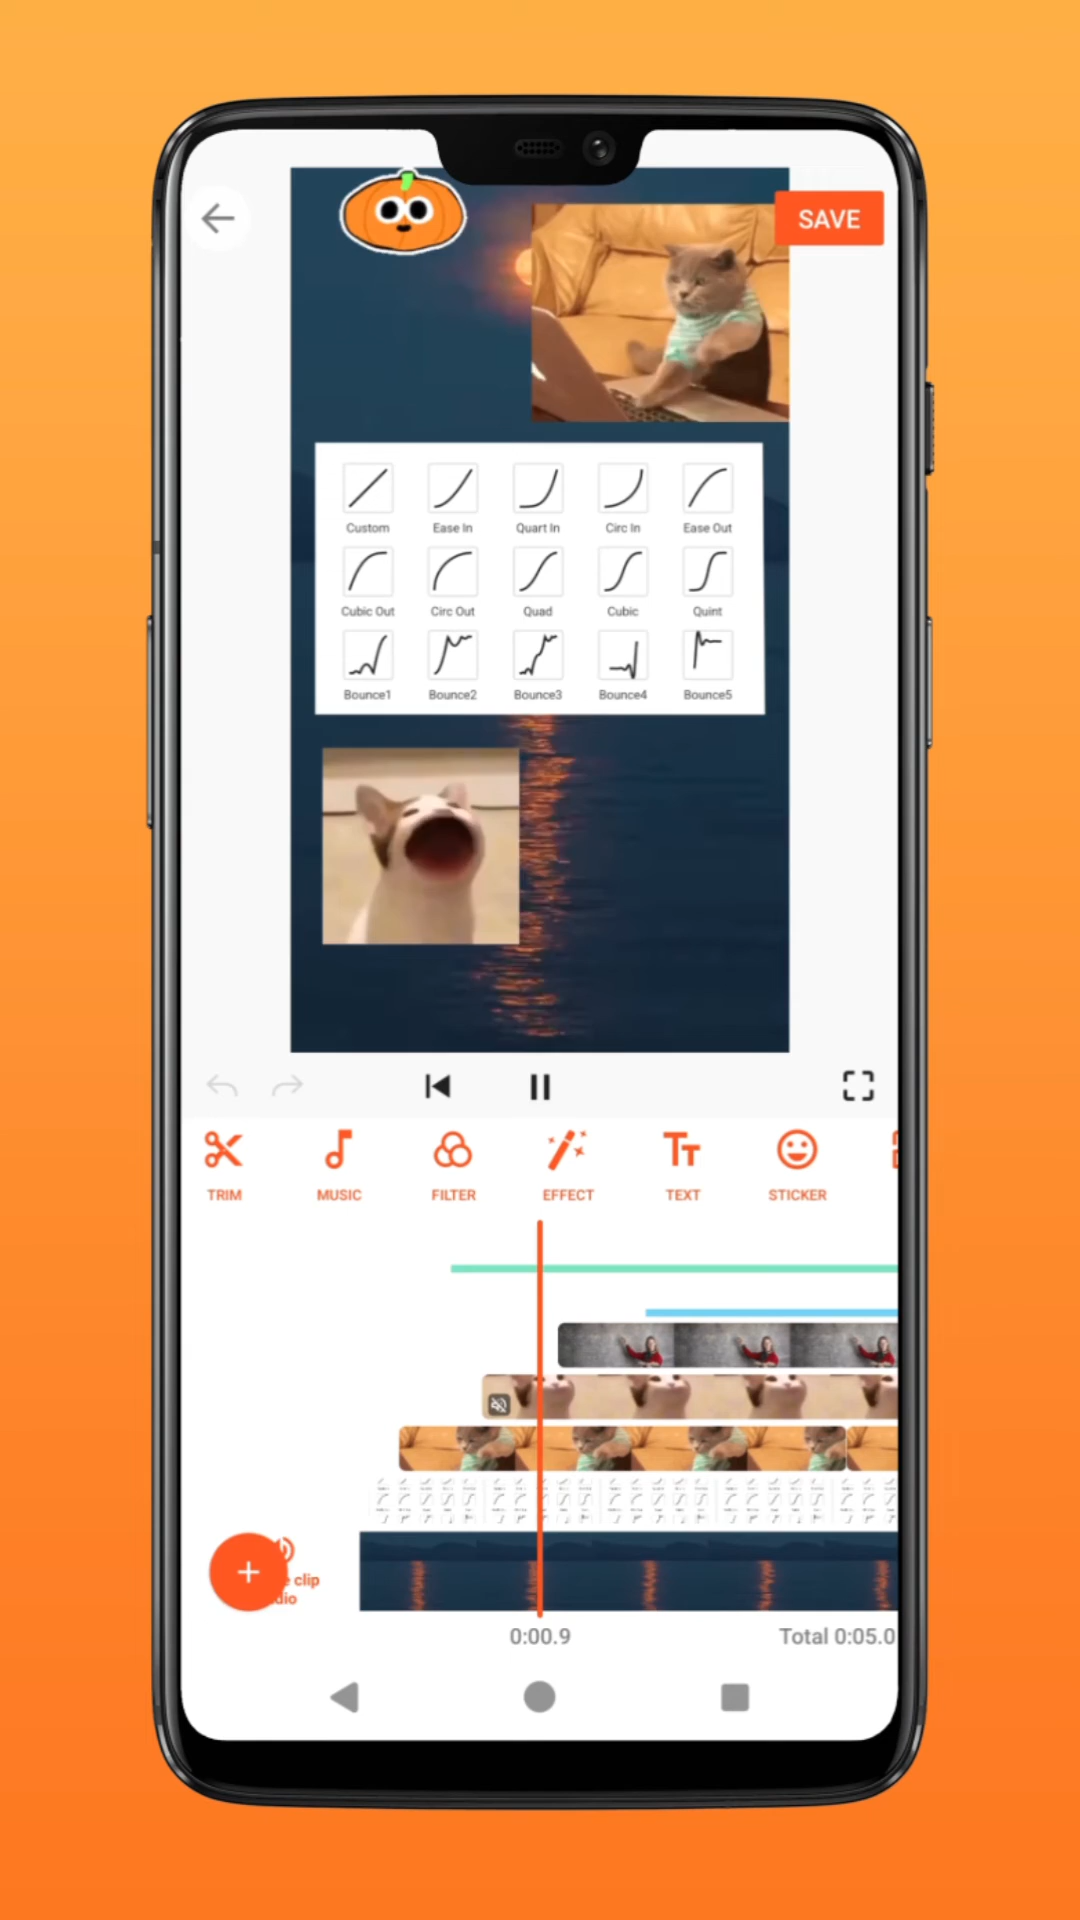 SAVE
Custom Ease In Quart In Circ In Ease Out
Cubic Out Circ Out Quad Cubic Quint
Bounce1 Bounce2 Bounce3 Bounce4 Bounce5
TRIM MUSIC FILTER EFFECT TEXT STICKER
clip
0:00.9 Total 0:05.0